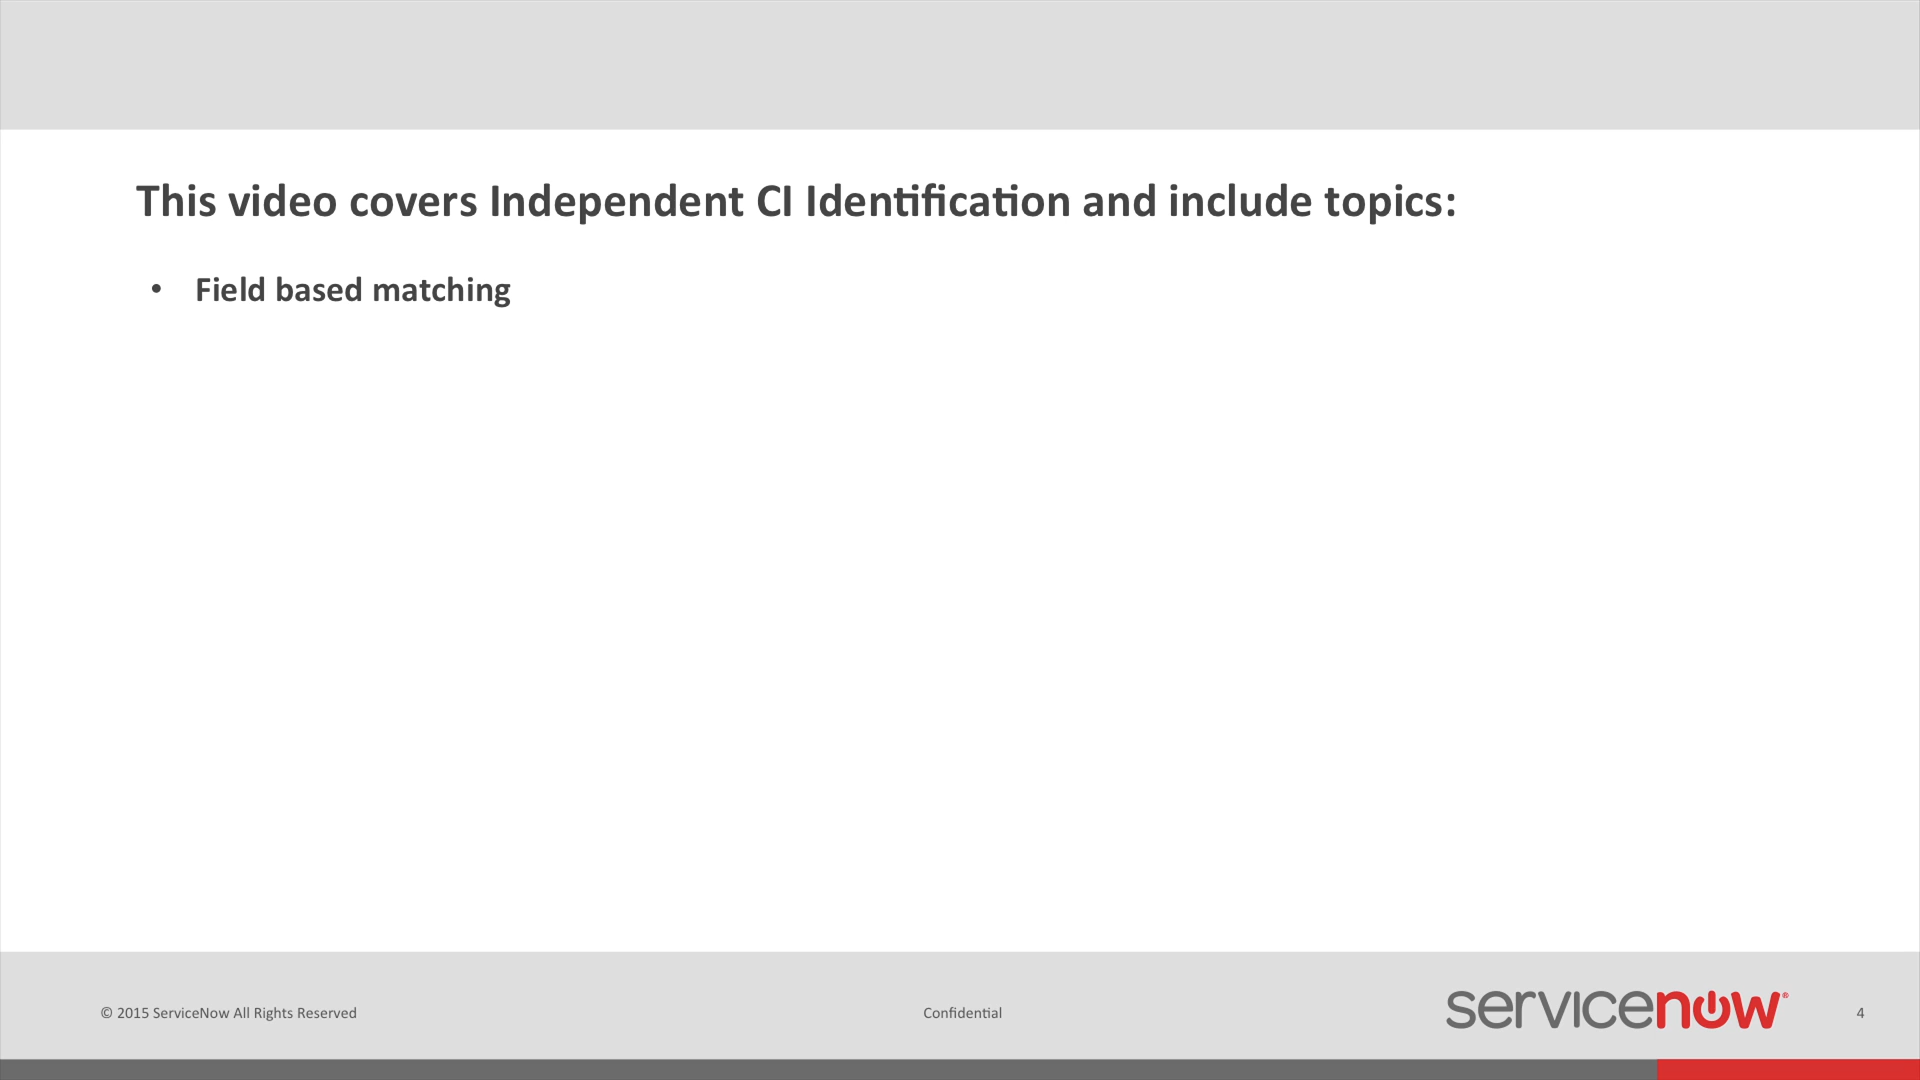 This video covers Independent CI Identification and include topics:
• Field based matching
© 2015 ServiceNow All Rights Reserved
Confidential
servicenow®
4